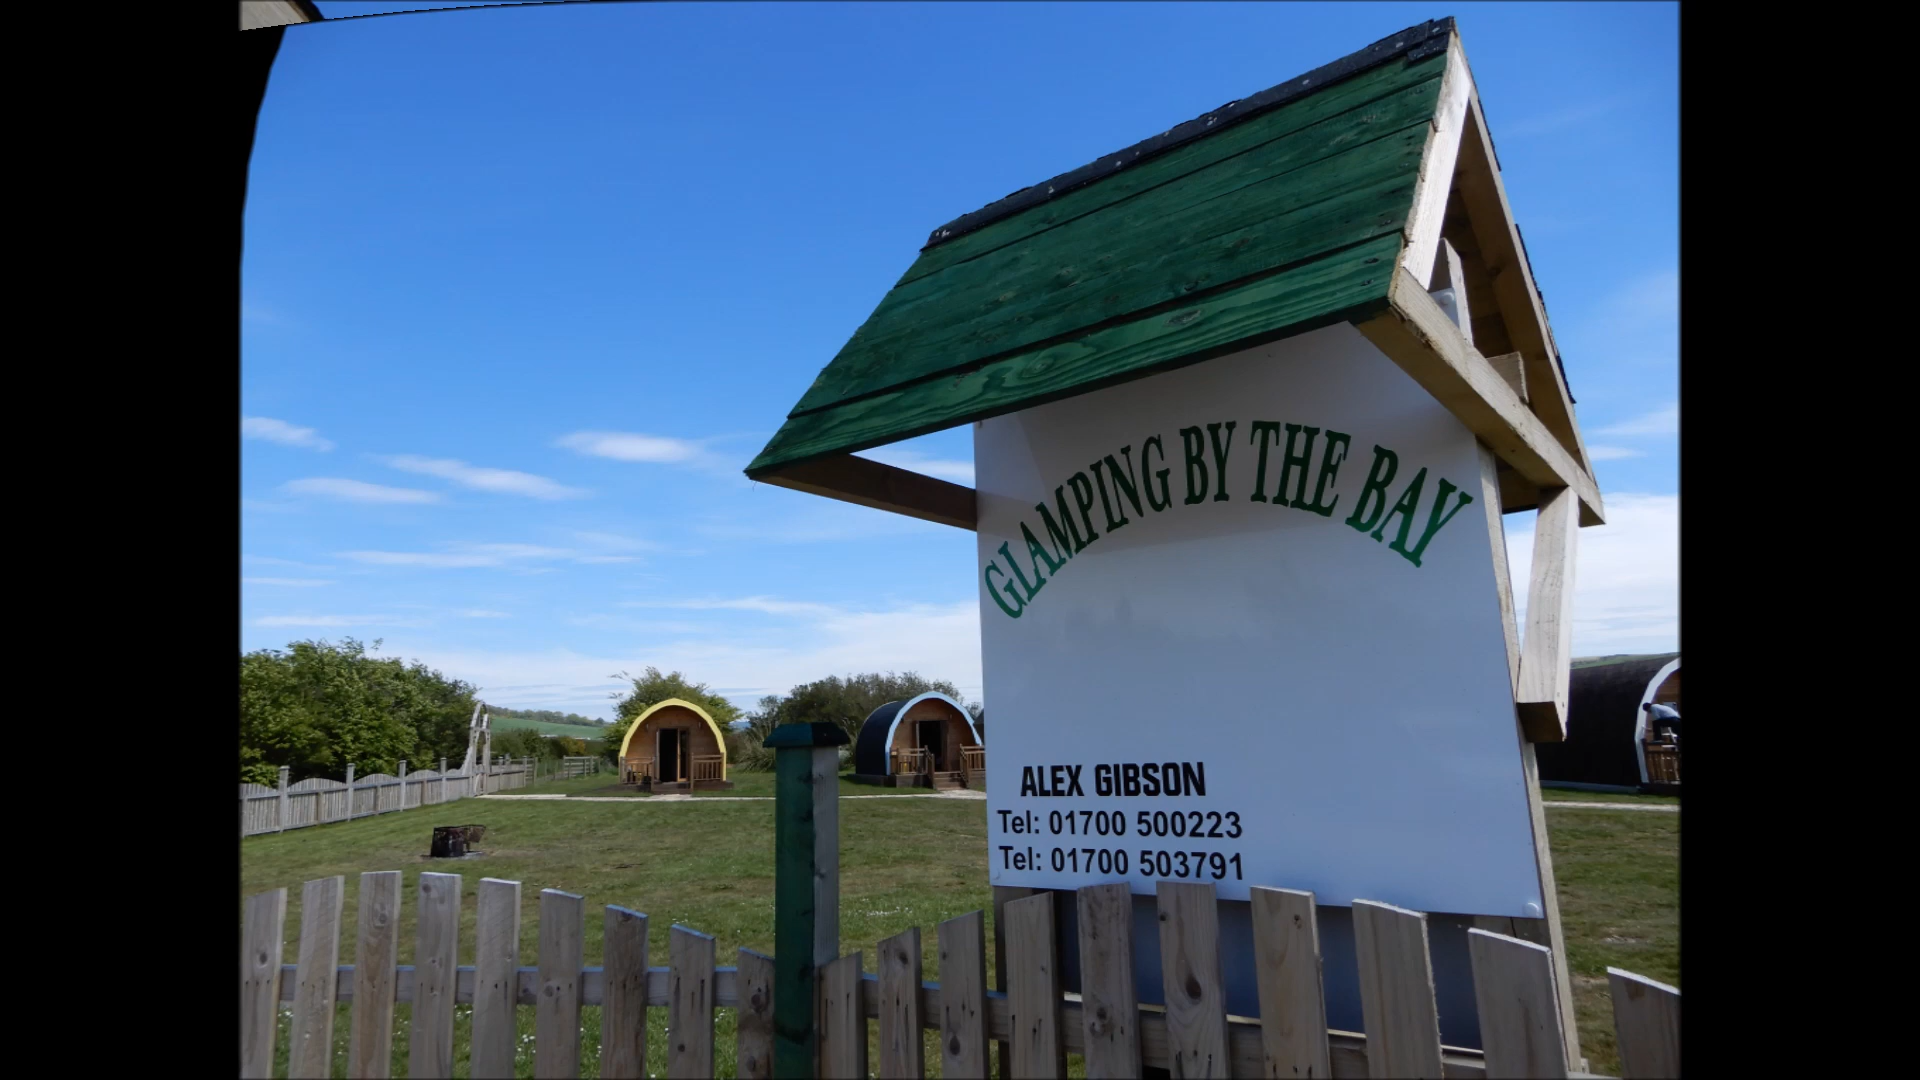 GLAMPING BY THE BAY
ALEX GIBSON
Tel: 01700 500223
Tel: 01700 503791